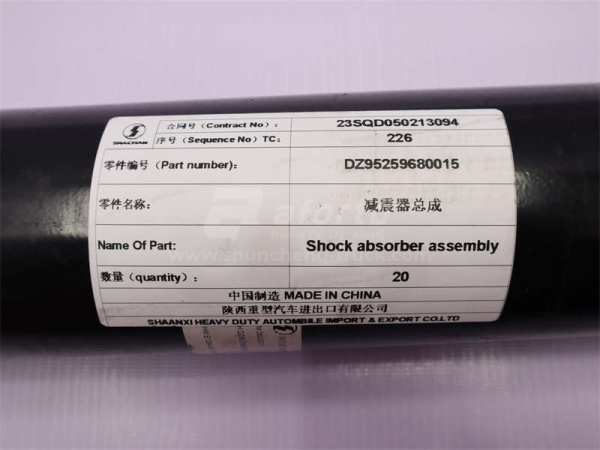 合同号 (Contract No) : 23SQD050213094
SHACMAN 序号 (Sequence No) TC: 226
零件编号 (Part number): DZ95259680015
零件名称: 减震器总成
Name Of Part: Shock absorber assembly
数量 (quantity) : 20
中国制造 MADE IN CHINA
陕西重型汽车进出口有限公司
SHAANXI HEAVY DUTY AUTOMBILE IMPORT & EXPORT CO.LTD